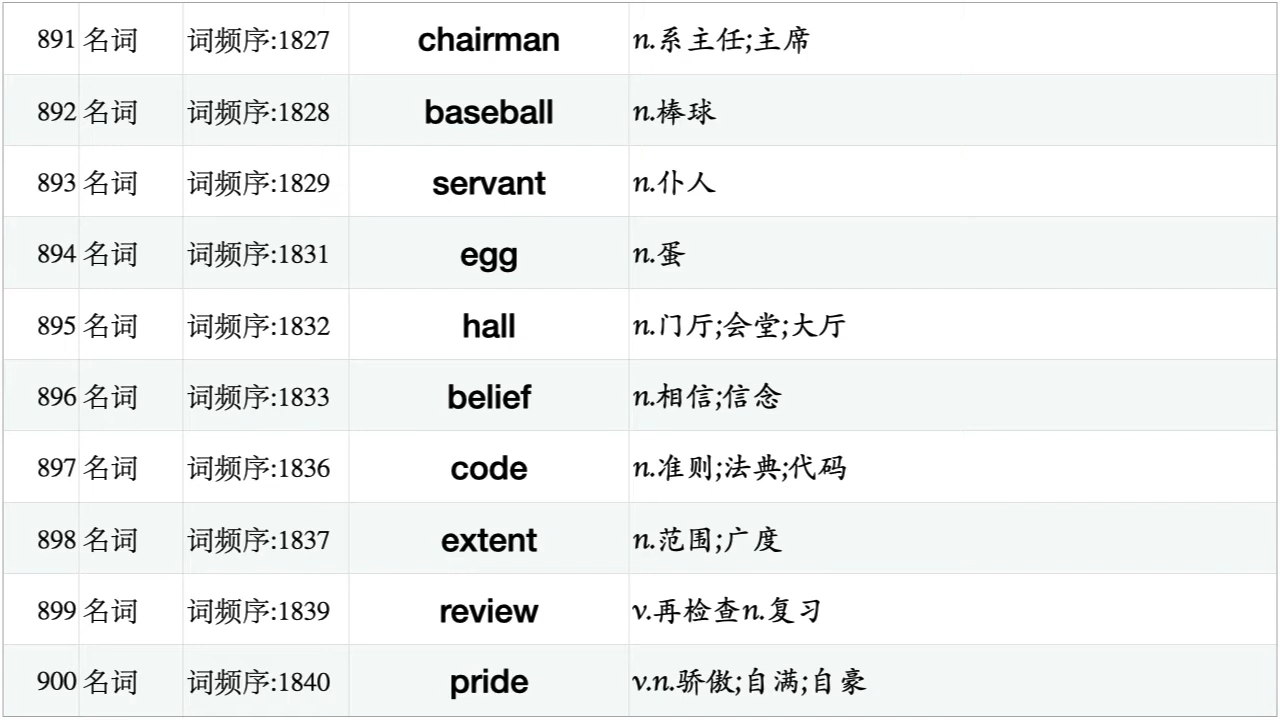 891 名词 词频序:1827 chairman n.系主任;主席
892 名词 词频序:1828 baseball n.棒球
893 名词 词频序:1829 servant n.仆人
894 名词 词频序:1831 egg n.蛋
895 名词 词频序:1832 hall n.门厅;会堂;大厅
896 名词 词频序:1833 belief n.相信;信念
897 名词 词频序:1836 code n.准则;法典;代码
898 名词 词频序:1837 extent n.范围;广度
899 名词 词频序:1839 review v.再检查n.复习
900 名词 词频序:1840 pride v.n.骄傲;自满;自豪